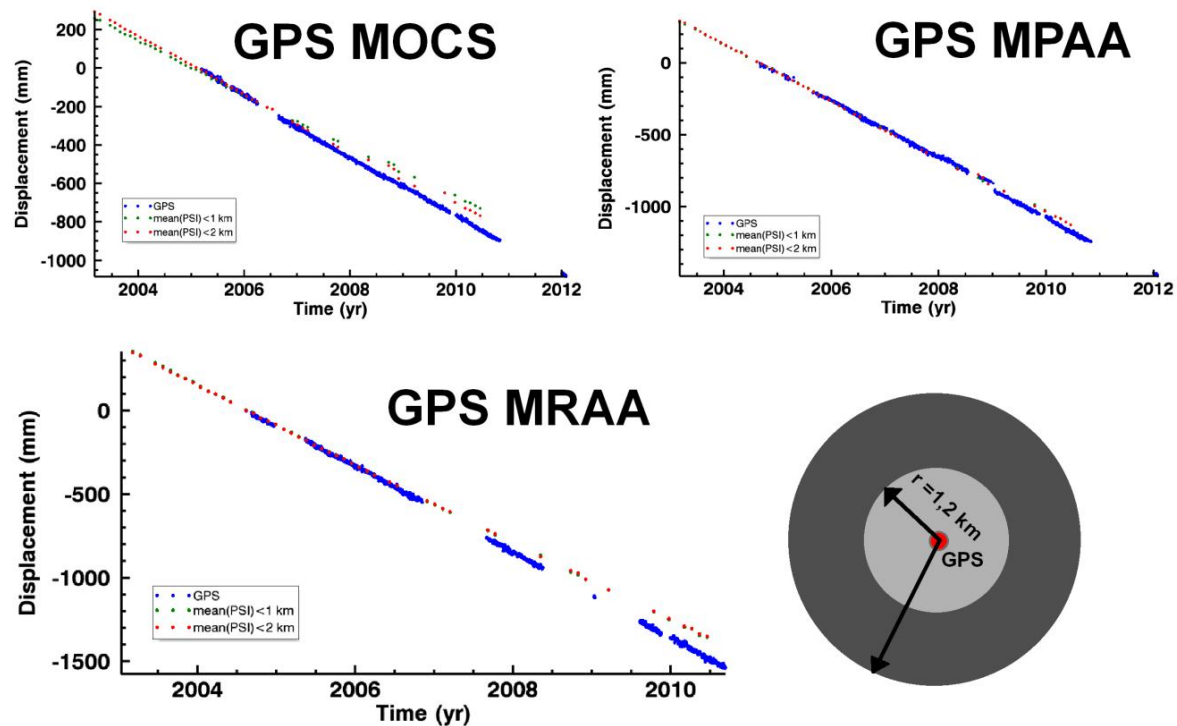 GPS MOCS
Displacement (mm)
200
0
-200
-400
-600
-800
-1000
GPS
mean(PSI)<1 km
mean(PSI)<2 km
2004 2006 2008 2010 2012
Time (yr)
GPS MPAA
Displacement (mm)
0
-500
-1000
GPS
mean(PSI)<1 km
mean(PSI)<2 km
2004 2006 2008 2010 2012
Time (yr)
GPS MRAA
Displacement (mm)
0
-500
-1000
-1500
GPS
mean(PSI)<1 km
mean(PSI)<2 km
2004 2006 2008 2010
Time (yr)
r =1,2 km
GPS